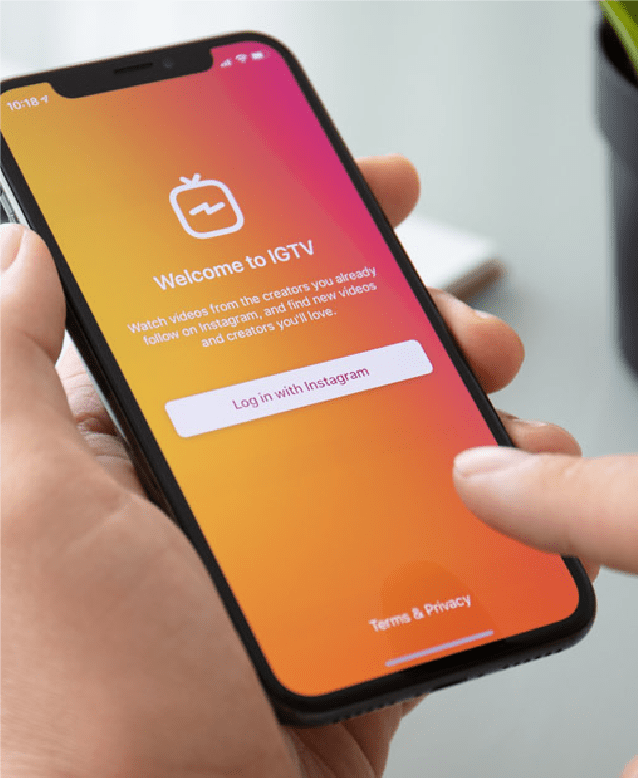 10:18
Welcome to IGTV
Watch videos from the creators you already
follow on Instagram, and find new videos
and creators you'll love.
Log in with Instagram
Terms & Privacy